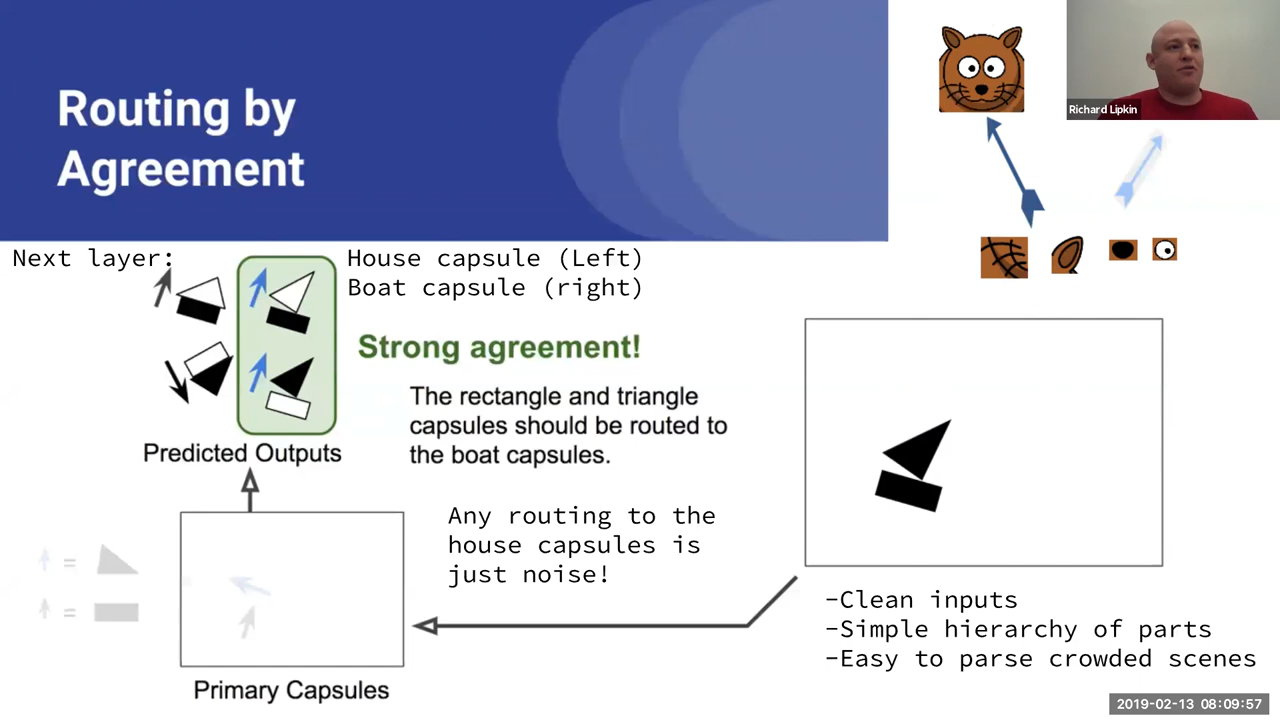 Routing by
Agreement
Richard Lipkin
Next layer:
House capsule (Left)
Boat capsule (right)
Strong agreement!
The rectangle and triangle
capsules should be routed to
the boat capsules.
Predicted Outputs
Any routing to the
house capsules is
just noise!
=
=
Primary Capsules
-Clean inputs
-Simple hierarchy of parts
-Easy to parse crowded scenes
2019-02-13 08:09:57